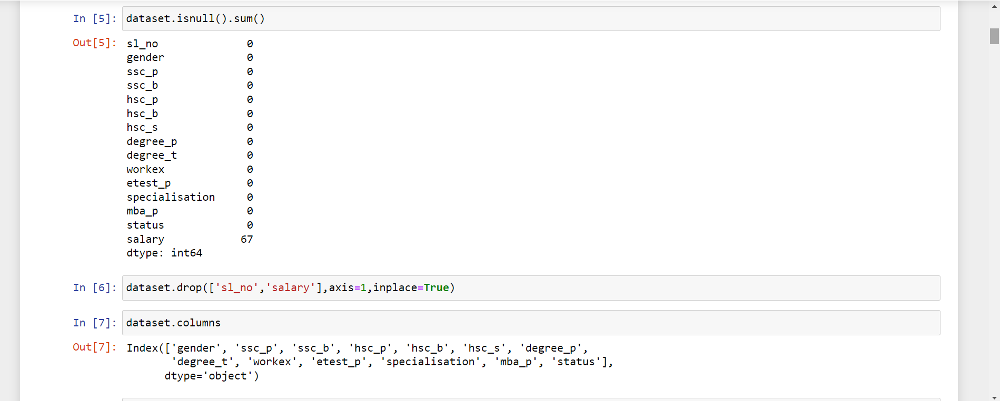 In [5]: dataset.isnull().sum()
Out[5]: sl_no 0
gender 0
ssc_p 0
ssc_b 0
hsc_p 0
hsc_b 0
hsc_s 0
degree_p 0
degree_t 0
workex 0
etest_p 0
specialisation 0
mba_p 0
status 0
salary 67
dtype: int64
In [6]: dataset.drop(['sl_no','salary'],axis=1,inplace=True)
In [7]: dataset.columns
Out[7]: Index(['gender', 'ssc_p', 'ssc_b', 'hsc_p', 'hsc_b', 'hsc_s', 'degree_p',
'degree_t', 'workex', 'etest_p', 'specialisation', 'mba_p', 'status'],
dtype='object')